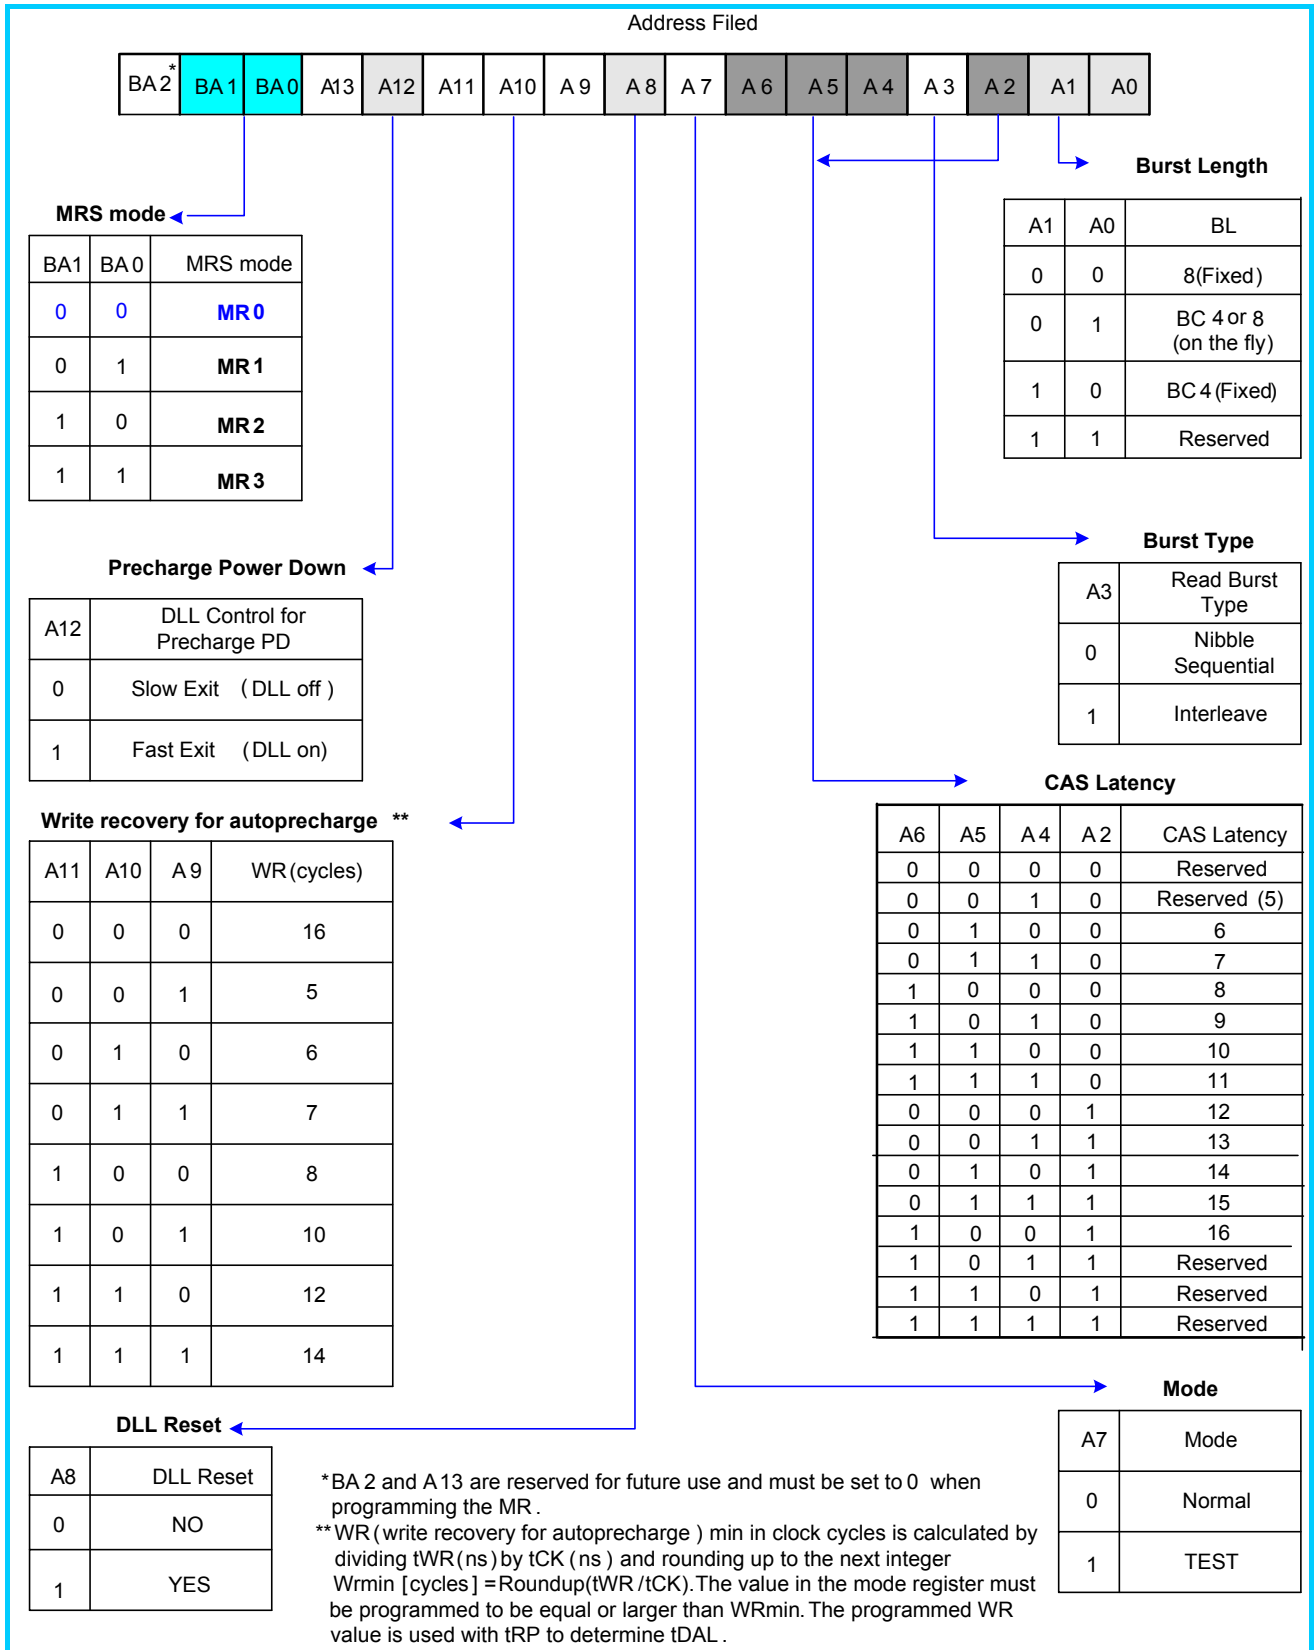 Address Filed
BA2* BA1 BA0 A13 A12 A11 A10 A9 A8 A7 A6 A5 A4 A3 A2 A1 A0
MRS mode
BA1 BA0 MRS mode
0 0 MR0
0 1 MR1
1 0 MR2
1 1 MR3
Burst Length
A1 A0 BL
0 0 8(Fixed)
0 1 BC 4 or 8
(on the fly)
1 0 BC4(Fixed)
1 1 Reserved
Precharge Power Down
A12 DLL Control for
Precharge PD
0 Slow Exit (DLL off)
1 Fast Exit (DLL on)
Burst Type
A3 Read Burst
Type
0 Nibble
Sequential
1 Interleave
Write recovery for autoprecharge **
A11 A10 A9 WR(cycles)
0 0 0 16
0 0 1 5
0 1 0 6
0 1 1 7
1 0 0 8
1 0 1 10
1 1 0 12
1 1 1 14
CAS Latency
A6 A5 A4 A2 CAS Latency
0 0 0 0 Reserved
0 0 1 0 Reserved (5)
0 1 0 0 6
0 1 1 0 7
1 0 0 0 8
1 0 1 0 9
1 1 0 0 10
1 1 1 0 11
0 0 0 1 12
0 0 1 1 13
0 1 0 1 14
0 1 1 1 15
1 0 0 1 16
1 0 1 1 Reserved
1 1 0 1 Reserved
1 1 1 1 Reserved
DLL Reset
A8 DLL Reset
0 NO
1 YES
Mode
A7 Mode
0 Normal
1 TEST
*BA2 and A13 are reserved for future use and must be set to 0 when
programming the MR.
**WR(write recovery for autoprecharge) min in clock cycles is calculated by
dividing tWR(ns) by tCK(ns) and rounding up to the next integer
Wrmin [cycles] =Roundup(tWR/tCK).The value in the mode register must
be programmed to be equal or larger than WRmin. The programmed WR
value is used with tRP to determine tDAL.